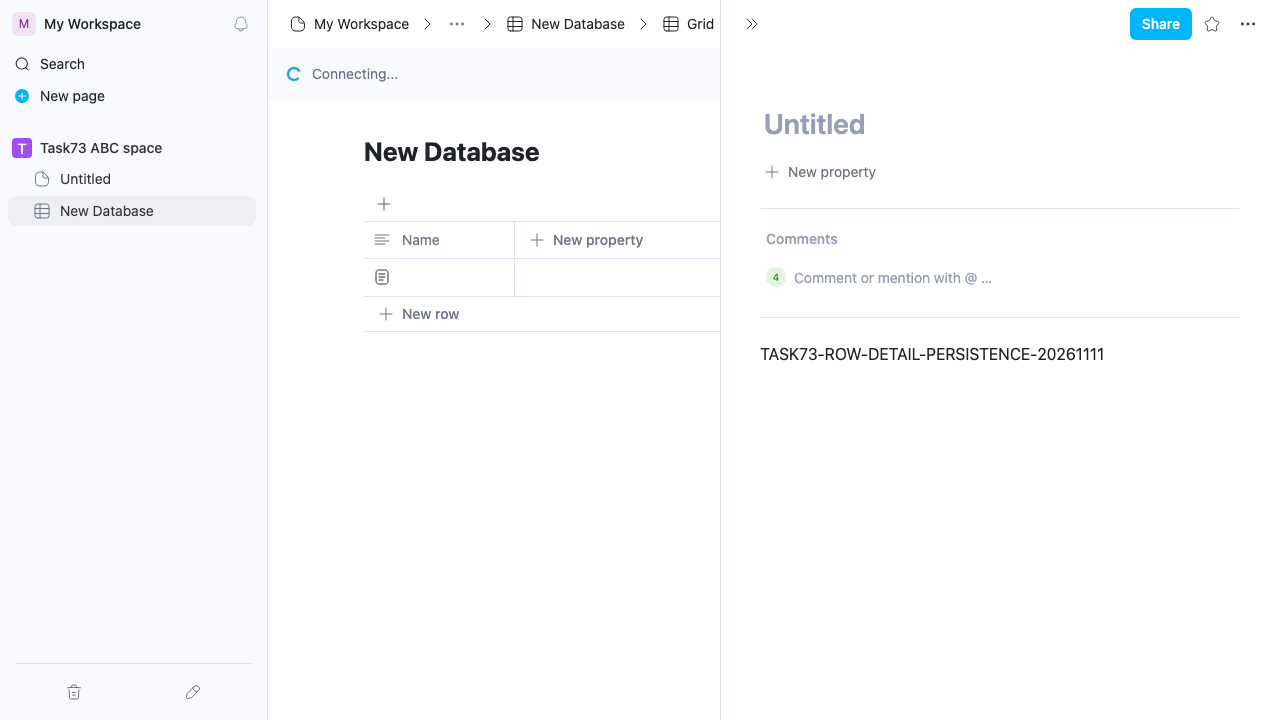 M My Workspace
Search
New page
T Task73 ABC space
Untitled
New Database
My Workspace
New Database
Grid
Connecting...
New Database
Name
New property
New row
Share
Untitled
New property
Comments
4 Comment or mention with @ ...
TASK73-ROW-DETAIL-PERSISTENCE-20261111